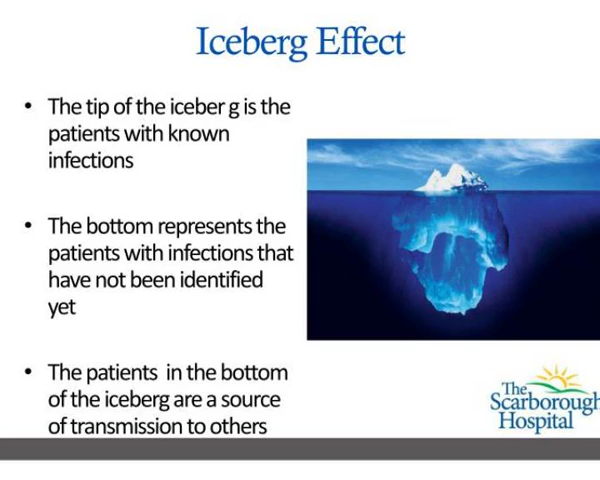 Iceberg Effect
• The tip of the iceber g is the
patients with known
infections
• The bottom represents the
patients with infections that
have not been identified
yet
• The patients in the bottom
of the iceberg are a source
of transmission to others
The
Scarborough
Hospital